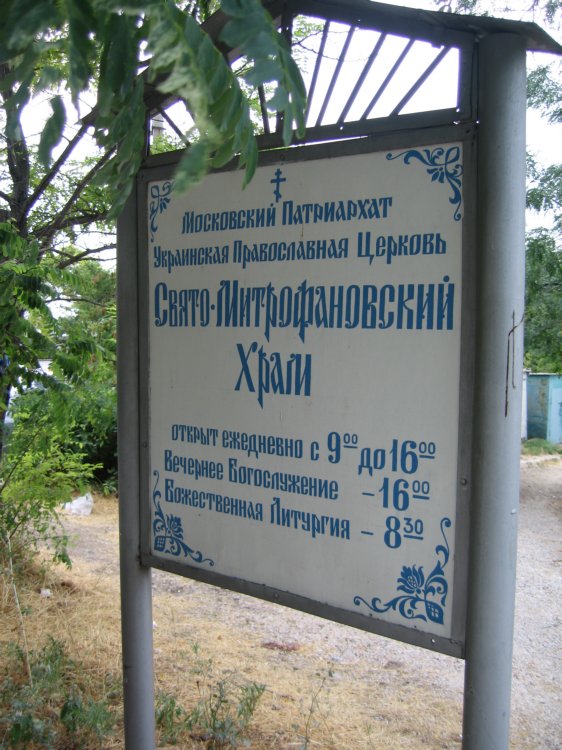 Московский Патриархат
Украинская Православная Церковь
Свято-Митрофановский
Храм
открыт ежедневно с 9⁰⁰ до 16⁰⁰
Вечернее Богослужение - 16⁰⁰
Божественная Литургия - 8³⁰